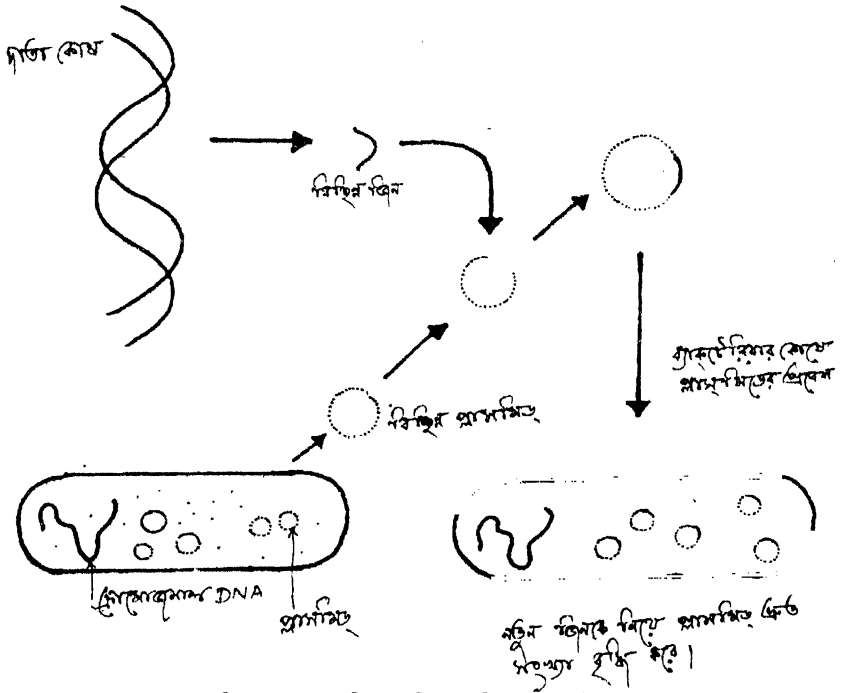 দাতা কোষ
বিচ্ছিন্ন জিন
ব্যাকটেরিয়ার কোষে
প্লাসমিডের প্রবেশ
বিচ্ছিন্ন প্লাসমিড্
ক্রোমোজোমাল DNA
প্লাসমিড্
নতুন জিনকে নিয়ে প্লাসমিড্ দ্রুত
সংখ্যা বৃদ্ধি করে।